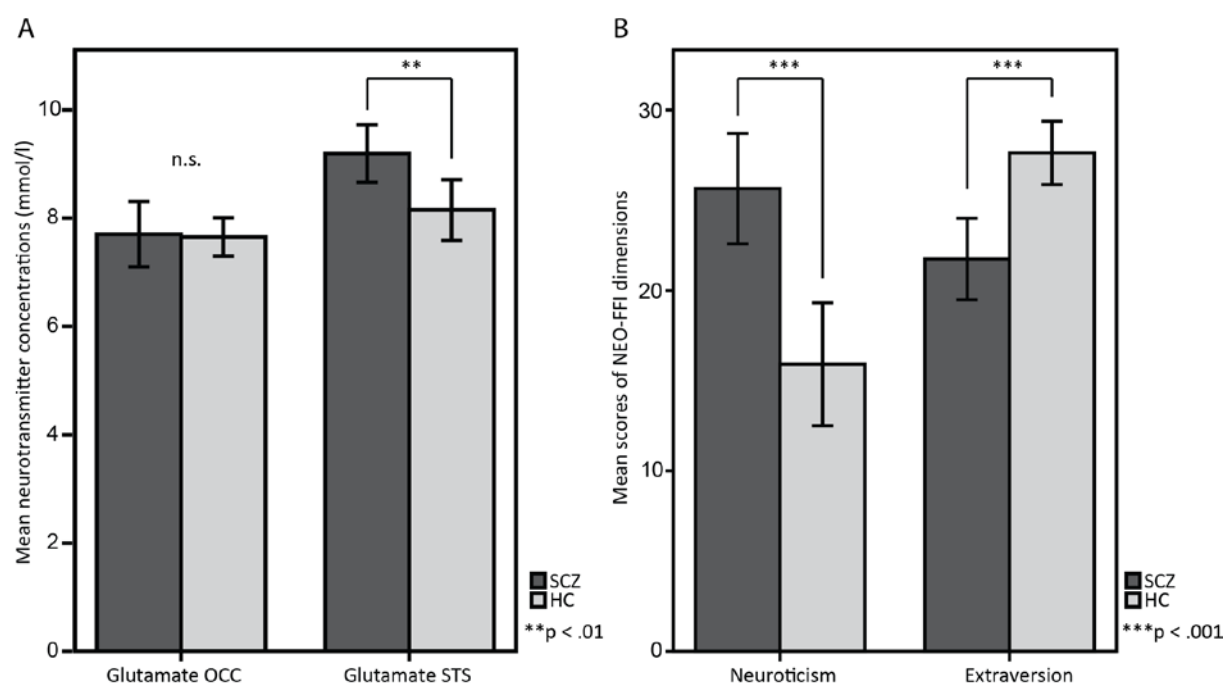 A
Mean neurotransmitter concentrations (mmol/l)
10
8
6
4
2
0
n.s.
**
Glutamate OCC
Glutamate STS
SCZ
HC
**p < .01
B
Mean scores of NEO-FFI dimensions
30
20
10
0
***
***
Neuroticism
Extraversion
SCZ
HC
***p < .001